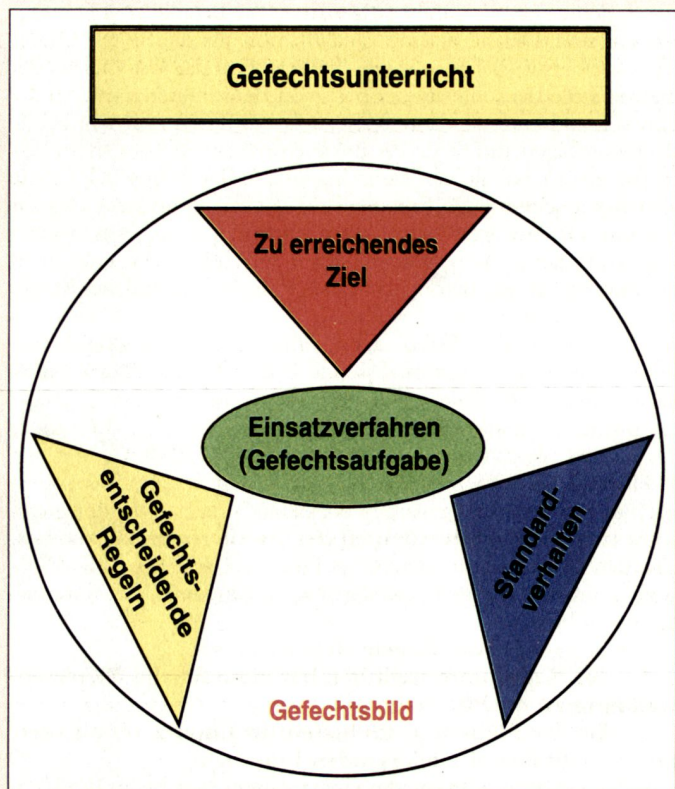 Gefechtsunterricht
Zu erreichendes
Ziel
Einsatzverfahren
(Gefechtsaufgabe)
Gefechts-
entscheidende
Regeln
Standard-
verhalten
Gefechtsbild